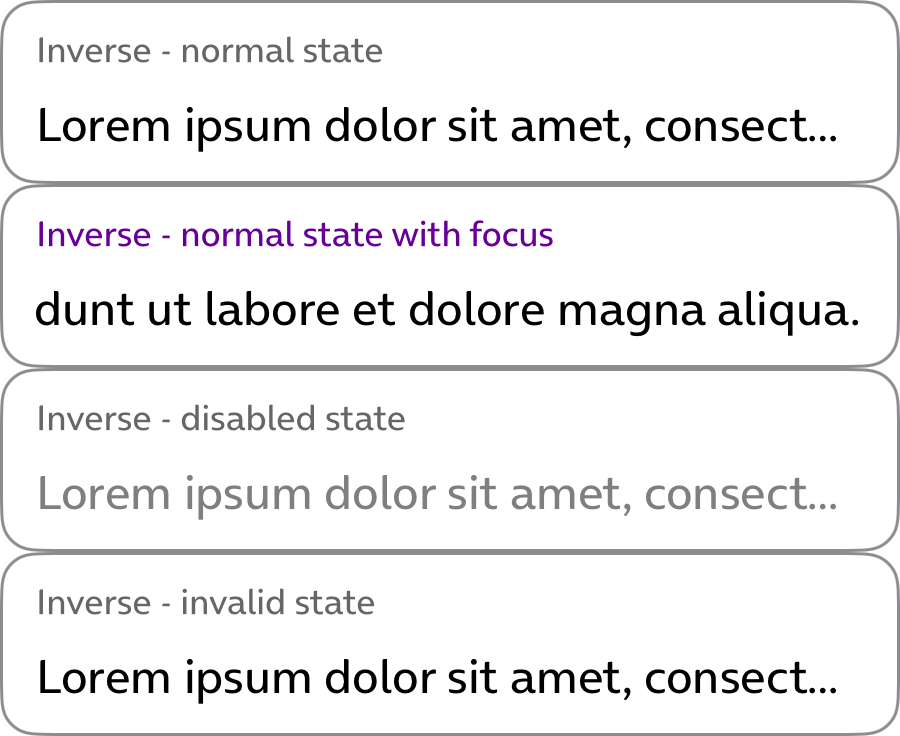 Inverse - normal state
Lorem ipsum dolor sit amet, consect...
Inverse - normal state with focus
dunt ut labore et dolore magna aliqua.
Inverse - disabled state
Lorem ipsum dolor sit amet, consect...
Inverse - invalid state
Lorem ipsum dolor sit amet, consect...